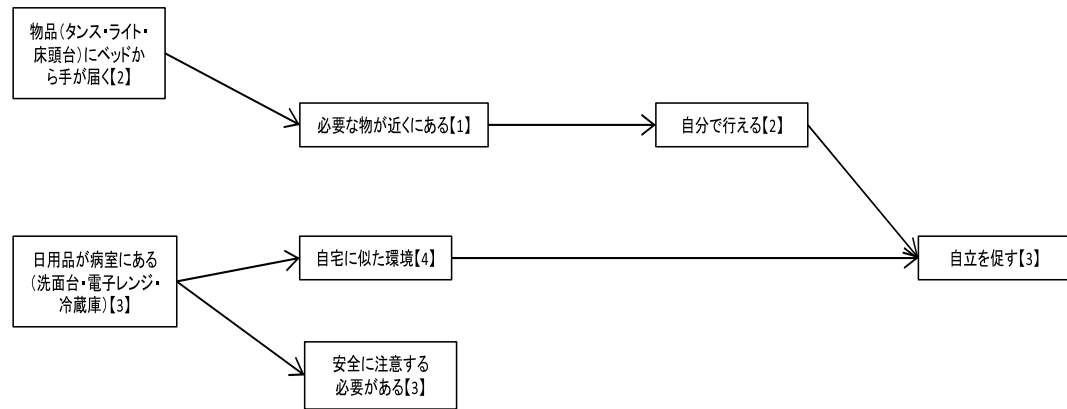 物品(タンス・ライト・
床頭台)にベッドか
ら手が届く【2】
必要な物が近くにある【1】
自分で行える【2】
日用品が病室にある
(洗面台・電子レンジ・
冷蔵庫)【3】
自宅に似た環境【4】
自立を促す【3】
安全に注意する
必要がある【3】